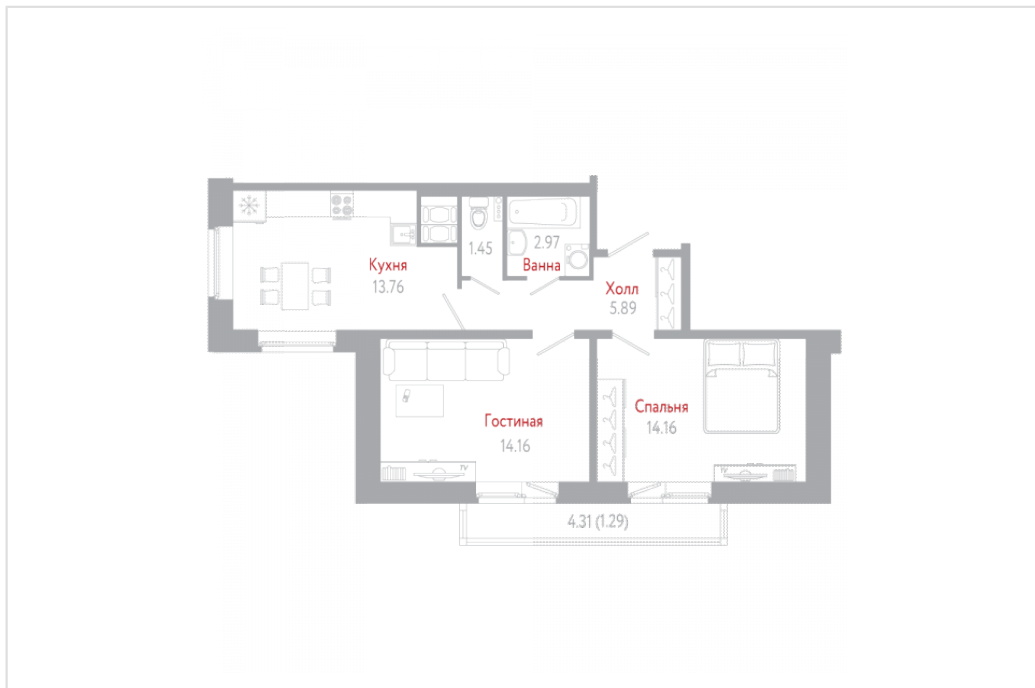 1.45
2.97
Ванна
Кухня
13.76
Холл
5.89
Гостиная
14.16
Спальня
14.16
TV
TV
4.31 (1.29)